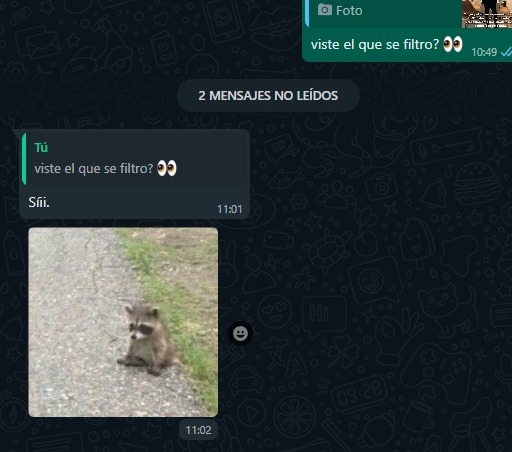 Foto
viste el que se filtro? 👀
10:49
2 MENSAJES NO LEÍDOS
Tú
viste el que se filtro? 👀
Síii.
11:01
11:02